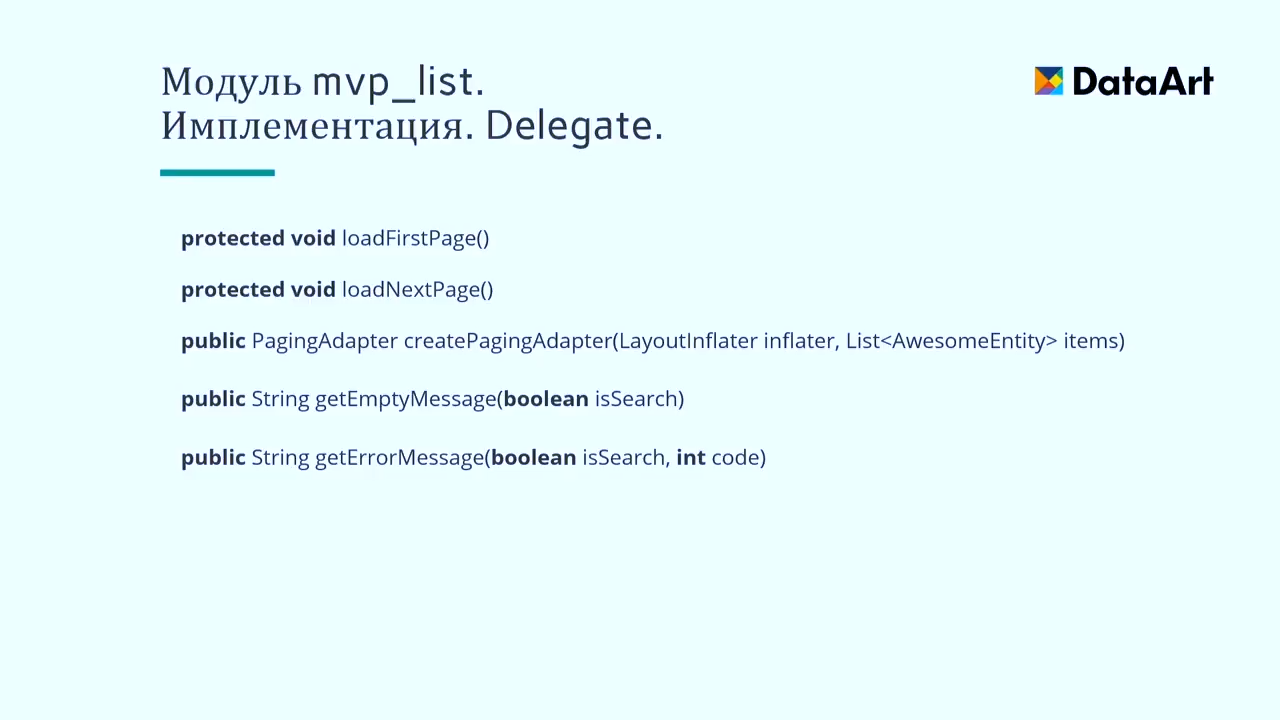 Модуль mvp_list.
Имплементация. Delegate.
DataArt
protected void loadFirstPage()
protected void loadNextPage()
public PagingAdapter createPagingAdapter(LayoutInflater inflater, List<AwesomeEntity> items)
public String getEmptyMessage(boolean isSearch)
public String getErrorMessage(boolean isSearch, int code)